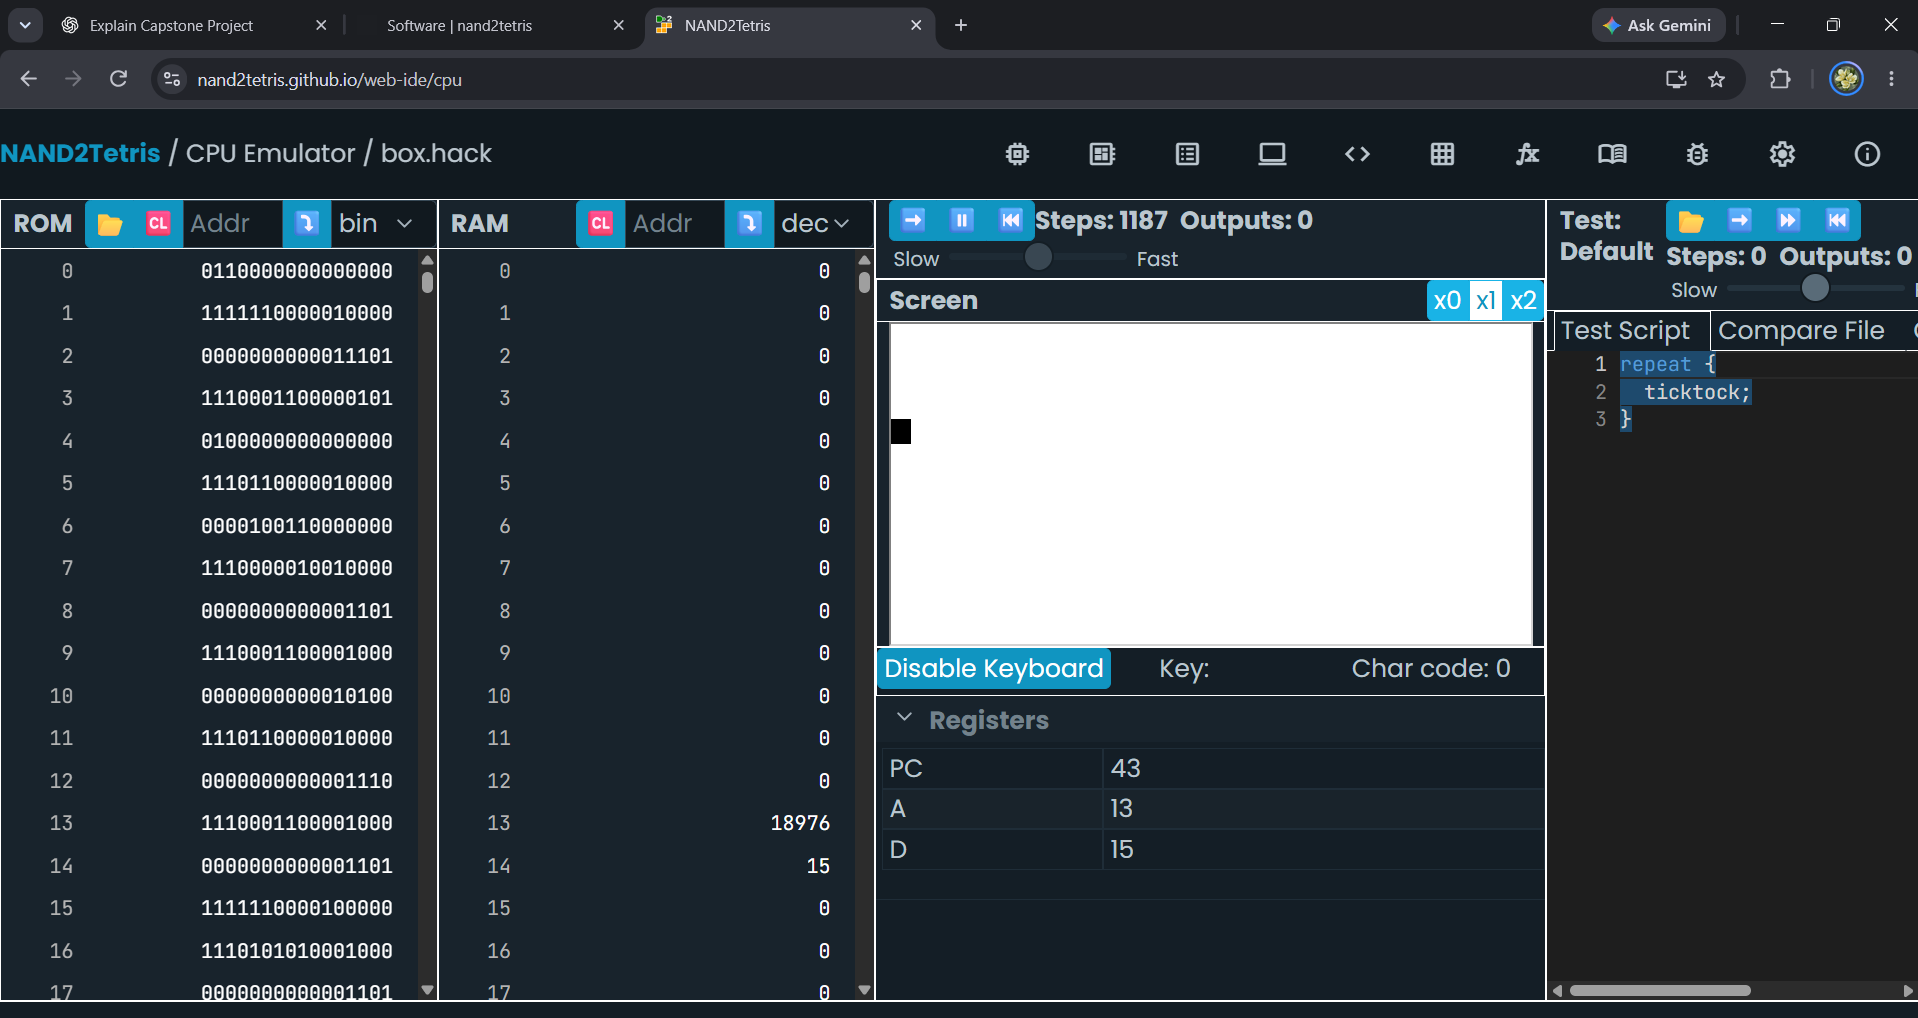 Explain Capstone Project
Software | nand2tetris
NAND2Tetris
Ask Gemini
nand2tetris.github.io/web-ide/cpu
NAND2Tetris / CPU Emulator / box.hack
ROM CL Addr bin
0 0110000000000000
1 1111110000010000
2 0000000000011101
3 1110001100000101
4 0100000000000000
5 1110110000010000
6 0000100110000000
7 1110000010010000
8 0000000000001101
9 1110001100001000
10 0000000000010100
11 1110110000010000
12 0000000000001110
13 1110001100001000
14 0000000000001101
15 1111110000100000
16 1110101010001000
17 0000000000001101
RAM CL Addr dec
0 0
1 0
2 0
3 0
4 0
5 0
6 0
7 0
8 0
9 0
10 0
11 0
12 0
13 18976
14 15
15 0
16 0
17 0
Steps: 1187 Outputs: 0
Slow Fast
Screen x0 x1 x2
Disable Keyboard Key: Char code: 0
Registers
PC 43
A 13
D 15
Test:
Default
Steps: 0 Outputs: 0
Slow
Test Script Compare File
1 repeat {
2 ticktock;
3 }